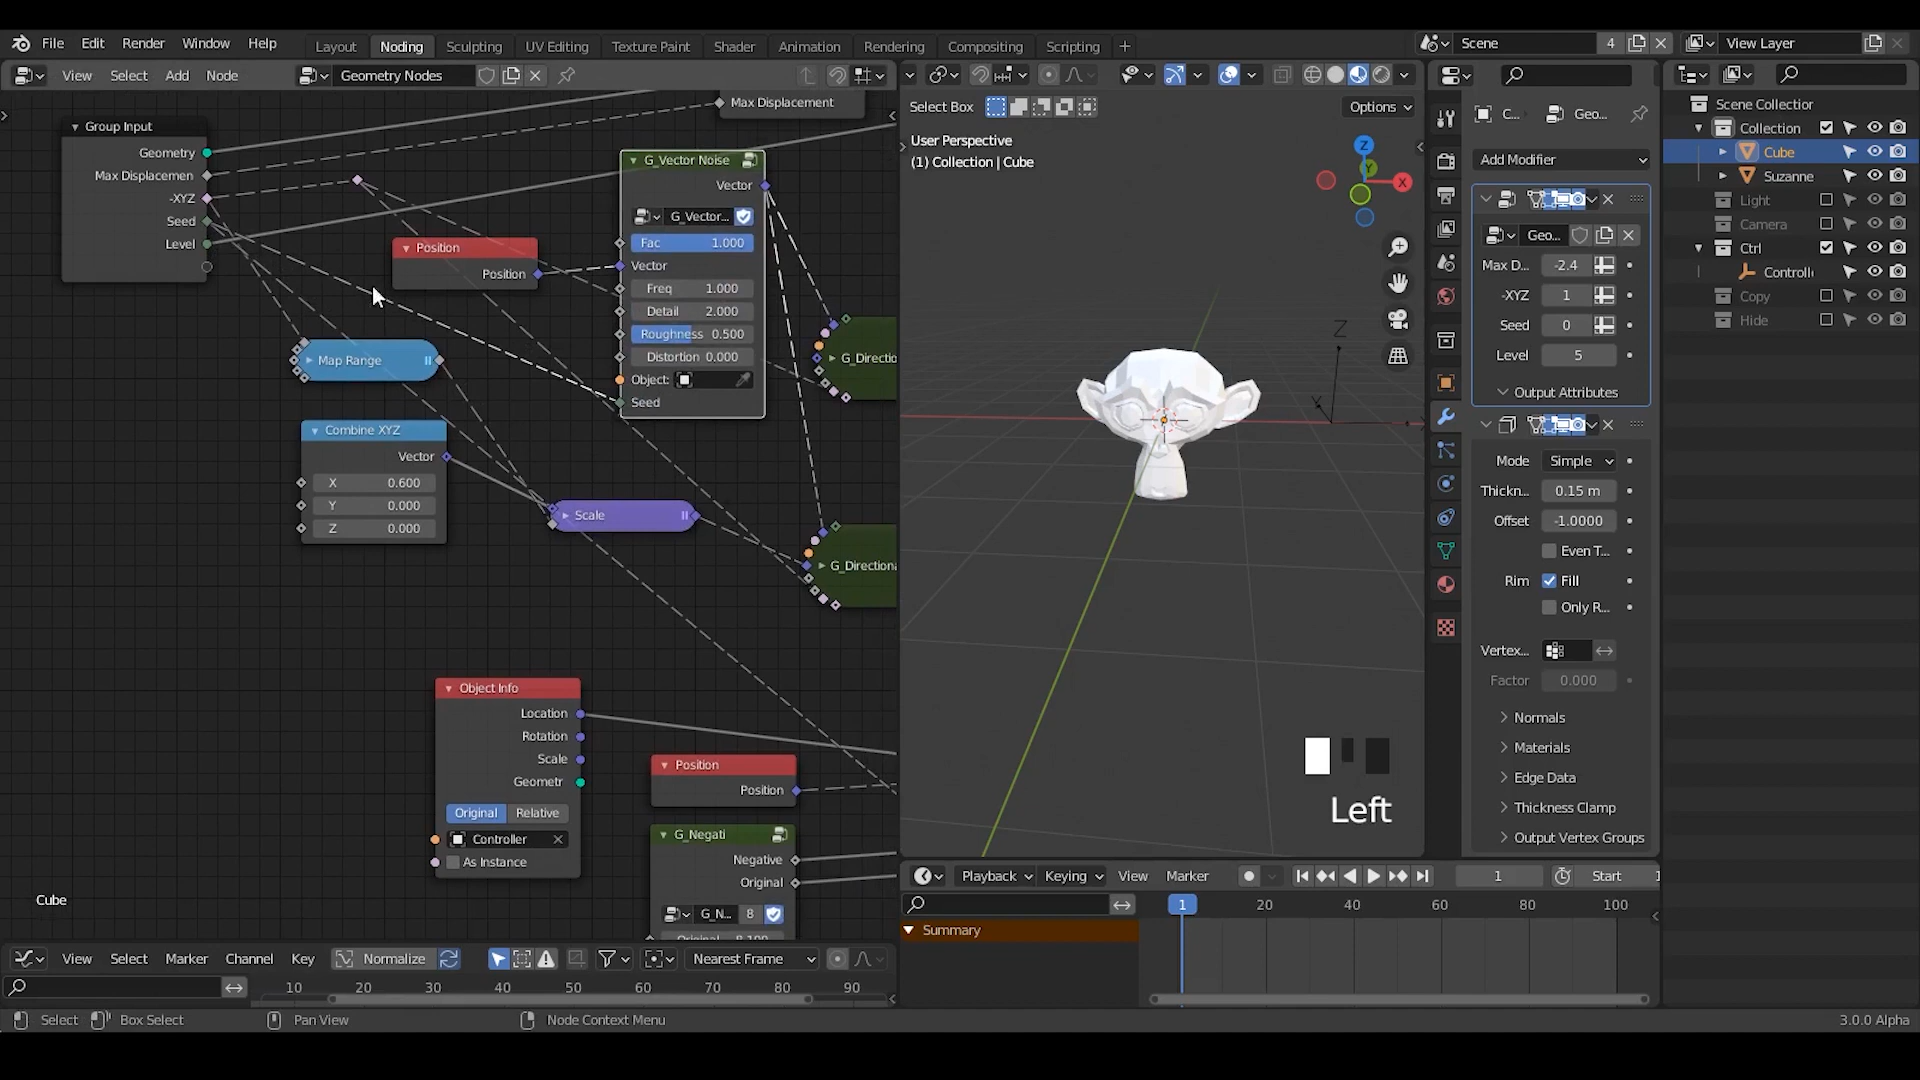 File Edit Render Window Help Layout Noding Sculpting UV Editing Texture Paint Shader Animation Rendering Compositing Scripting + Scene 4 View Layer
View Select Add Node Geometry Nodes
Max Displacement
Select Box Options
User Perspective
(1) Collection | Cube
Group Input
Geometry
Max Displacemen
-XYZ
Seed
Level
Position
Position
G_Vector Noise
Vector
G_Vector...
Fac 1.000
Vector
Freq 1.000
Detail 2.000
Roughness 0.500
Distortion 0.000
Object:
Seed
G_Directio
Map Range
Combine XYZ
Vector
X 0.600
Y 0.000
Z 0.000
Scale
G_Directiona
Object Info
Location
Rotation
Scale
Geometr
Original Relative
Controller
As Instance
Position
Position
G_Negati
Negative
Original
G_N... 8
Cube
Z
X
Z
Y
Left
C... Geo...
Add Modifier
Geo...
Max D... -2.4
-XYZ 1
Seed 0
Level 5
Output Attributes
Mode Simple
Thickn... 0.15 m
Offset -1.0000
Even T...
Rim Fill
Only R...
Vertex...
Factor 0.000
Normals
Materials
Edge Data
Thickness Clamp
Output Vertex Groups
Scene Collection
Collection
Cube
Suzanne
Light
Camera
Ctrl
Controll
Copy
Hide
Playback Keying View Marker 1 Start 1
1 20 40 60 80 100
Summary
View Select Marker Channel Key Normalize Nearest Frame
10 20 30 40 50 60 70 80 90
Select Box Select Pan View Node Context Menu 3.0.0 Alpha